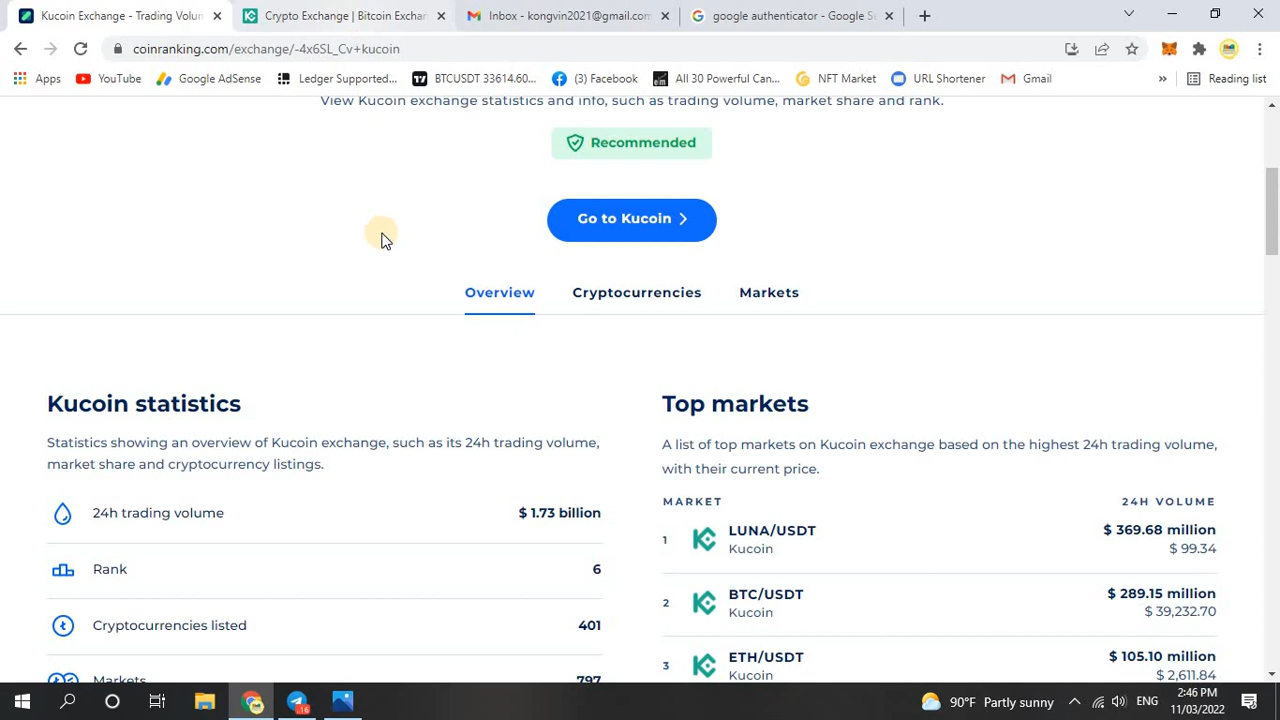 Kucoin Exchange - Trading Volun
Crypto Exchange | Bitcoin Exchan
Inbox - kongvin2021@gmail.com
google authenticator - Google Se
coinranking.com/exchange/-4x6SL_Cv+kucoin
Apps
YouTube
Google AdSense
Ledger Supported...
BTCUSDT 33614.60...
(3) Facebook
All 30 Powerful Can...
NFT Market
URL Shortener
Gmail
»
Reading list
View Kucoin exchange statistics and info, such as trading volume, market share and rank.
Recommended
Go to Kucoin
Overview
Cryptocurrencies
Markets
Kucoin statistics
Statistics showing an overview of Kucoin exchange, such as its 24h trading volume,
market share and cryptocurrency listings.
24h trading volume $ 1.73 billion
Rank 6
Cryptocurrencies listed 401
Markets 797
Top markets
A list of top markets on Kucoin exchange based on the highest 24h trading volume,
with their current price.
MARKET 24H VOLUME
1 LUNA/USDT $ 369.68 million
Kucoin $ 99.34
2 BTC/USDT $ 289.15 million
Kucoin $ 39,232.70
3 ETH/USDT $ 105.10 million
Kucoin $ 2,611.84
16
90°F Partly sunny
ENG
2:46 PM
11/03/2022